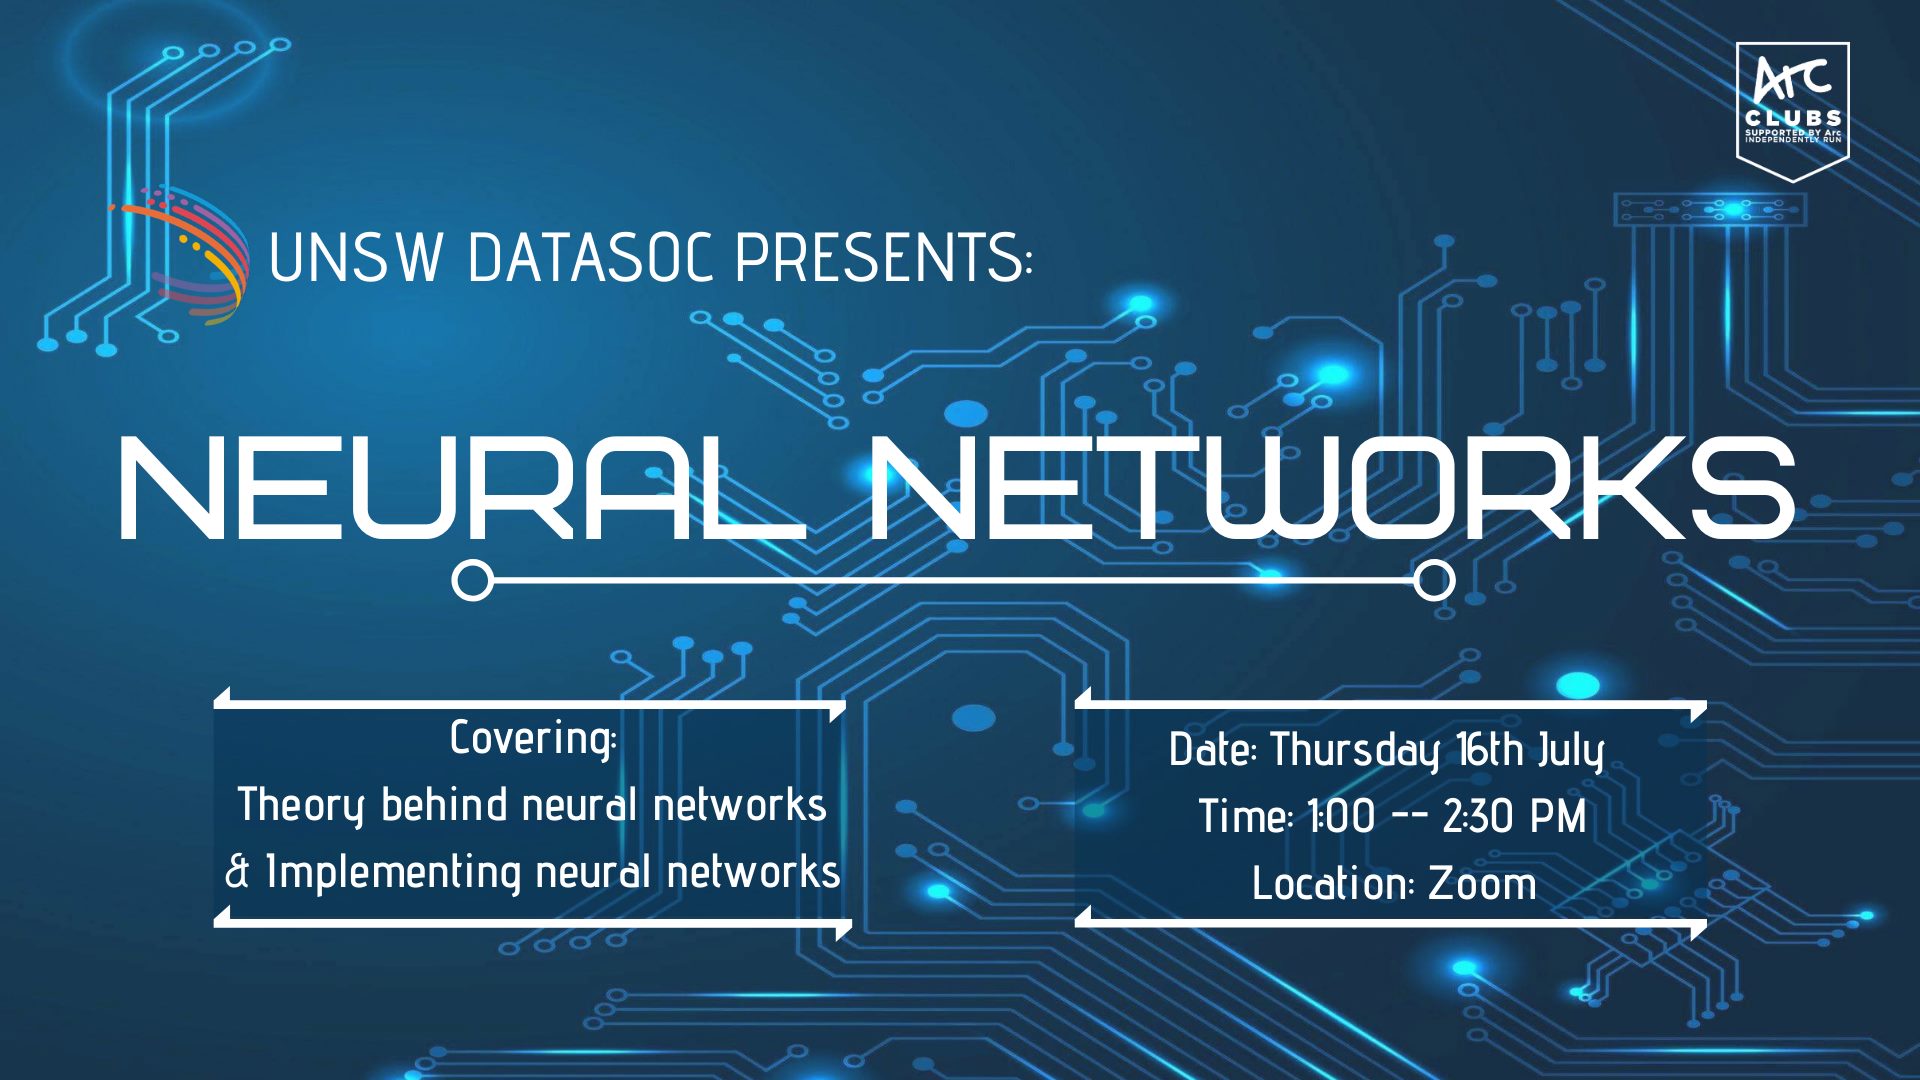 Arc
CLUBS
SUPPORTED BY Arc
INDEPENDENTLY RUN
UNSW DATASOC PRESENTS:
NEURAL NETWORKS
Covering:
Theory behind neural networks
& Implementing neural networks
Date: Thursday 16th July
Time: 1:00 -- 2:30 PM
Location: Zoom